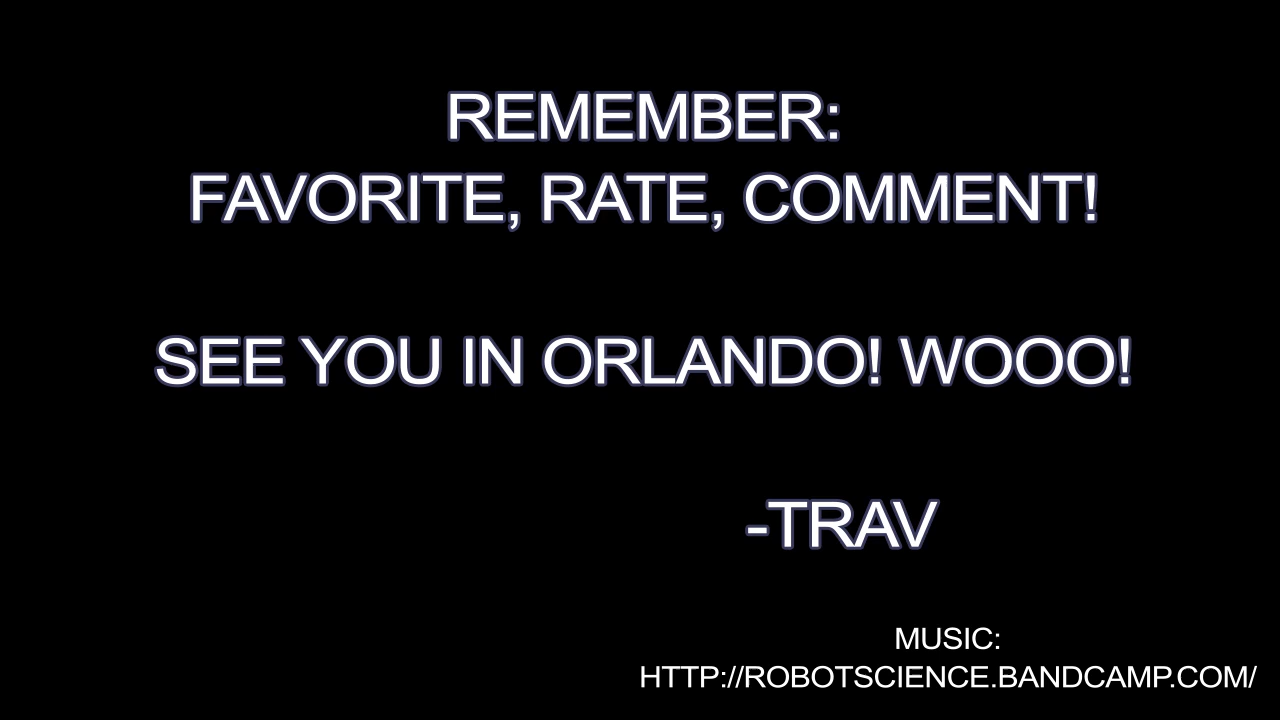 REMEMBER:
FAVORITE, RATE, COMMENT!
SEE YOU IN ORLANDO! WOOO!
-TRAV
MUSIC:
HTTP://ROBOTSCIENCE.BANDCAMP.COM/